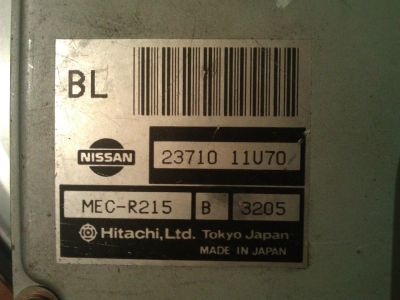 BL
NISSAN 23710 11U70
MEC-R215 B 3205
Hitachi,Ltd. Tokyo Japan
MADE IN JAPAN